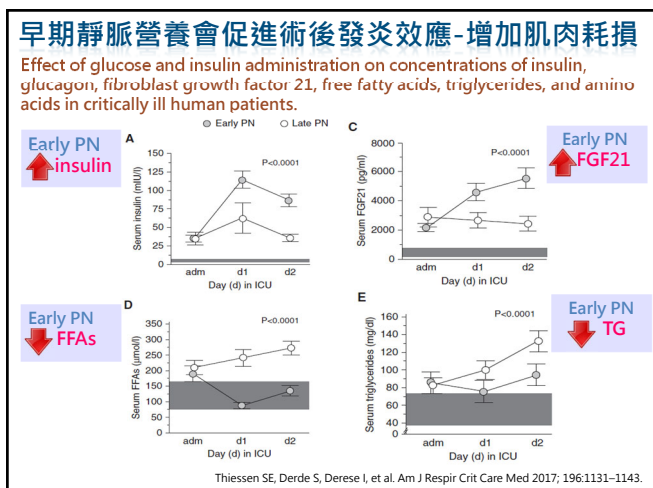 早期靜脈營養會促進術後發炎效應-增加肌肉耗損
Effect of glucose and insulin administration on concentrations of insulin,
glucagon, fibroblast growth factor 21, free fatty acids, triglycerides, and amino
acids in critically ill human patients.
Early PN
insulin
A
Early PN
Late PN
P<0.0001
Serum insulin (mIU/l)
150
125
100
75
50
25
0
adm
d1
d2
Day (d) in ICU
C
P<0.0001
Serum FGF21 (pg/ml)
8000
6000
4000
2000
0
adm
d1
d2
Day (d) in ICU
Early PN
FGF21
Early PN
FFAs
D
P<0.0001
Serum FFAs (μmol/l)
350
300
250
200
150
100
50
0
adm
d1
d2
Day (d) in ICU
E
P<0.0001
Serum triglycerides (mg/dl)
160
140
120
100
80
60
40
0
adm
d1
d2
Day (d) in ICU
Early PN
TG
Thiessen SE, Derde S, Derese I, et al. Am J Respir Crit Care Med 2017; 196:1131–1143.